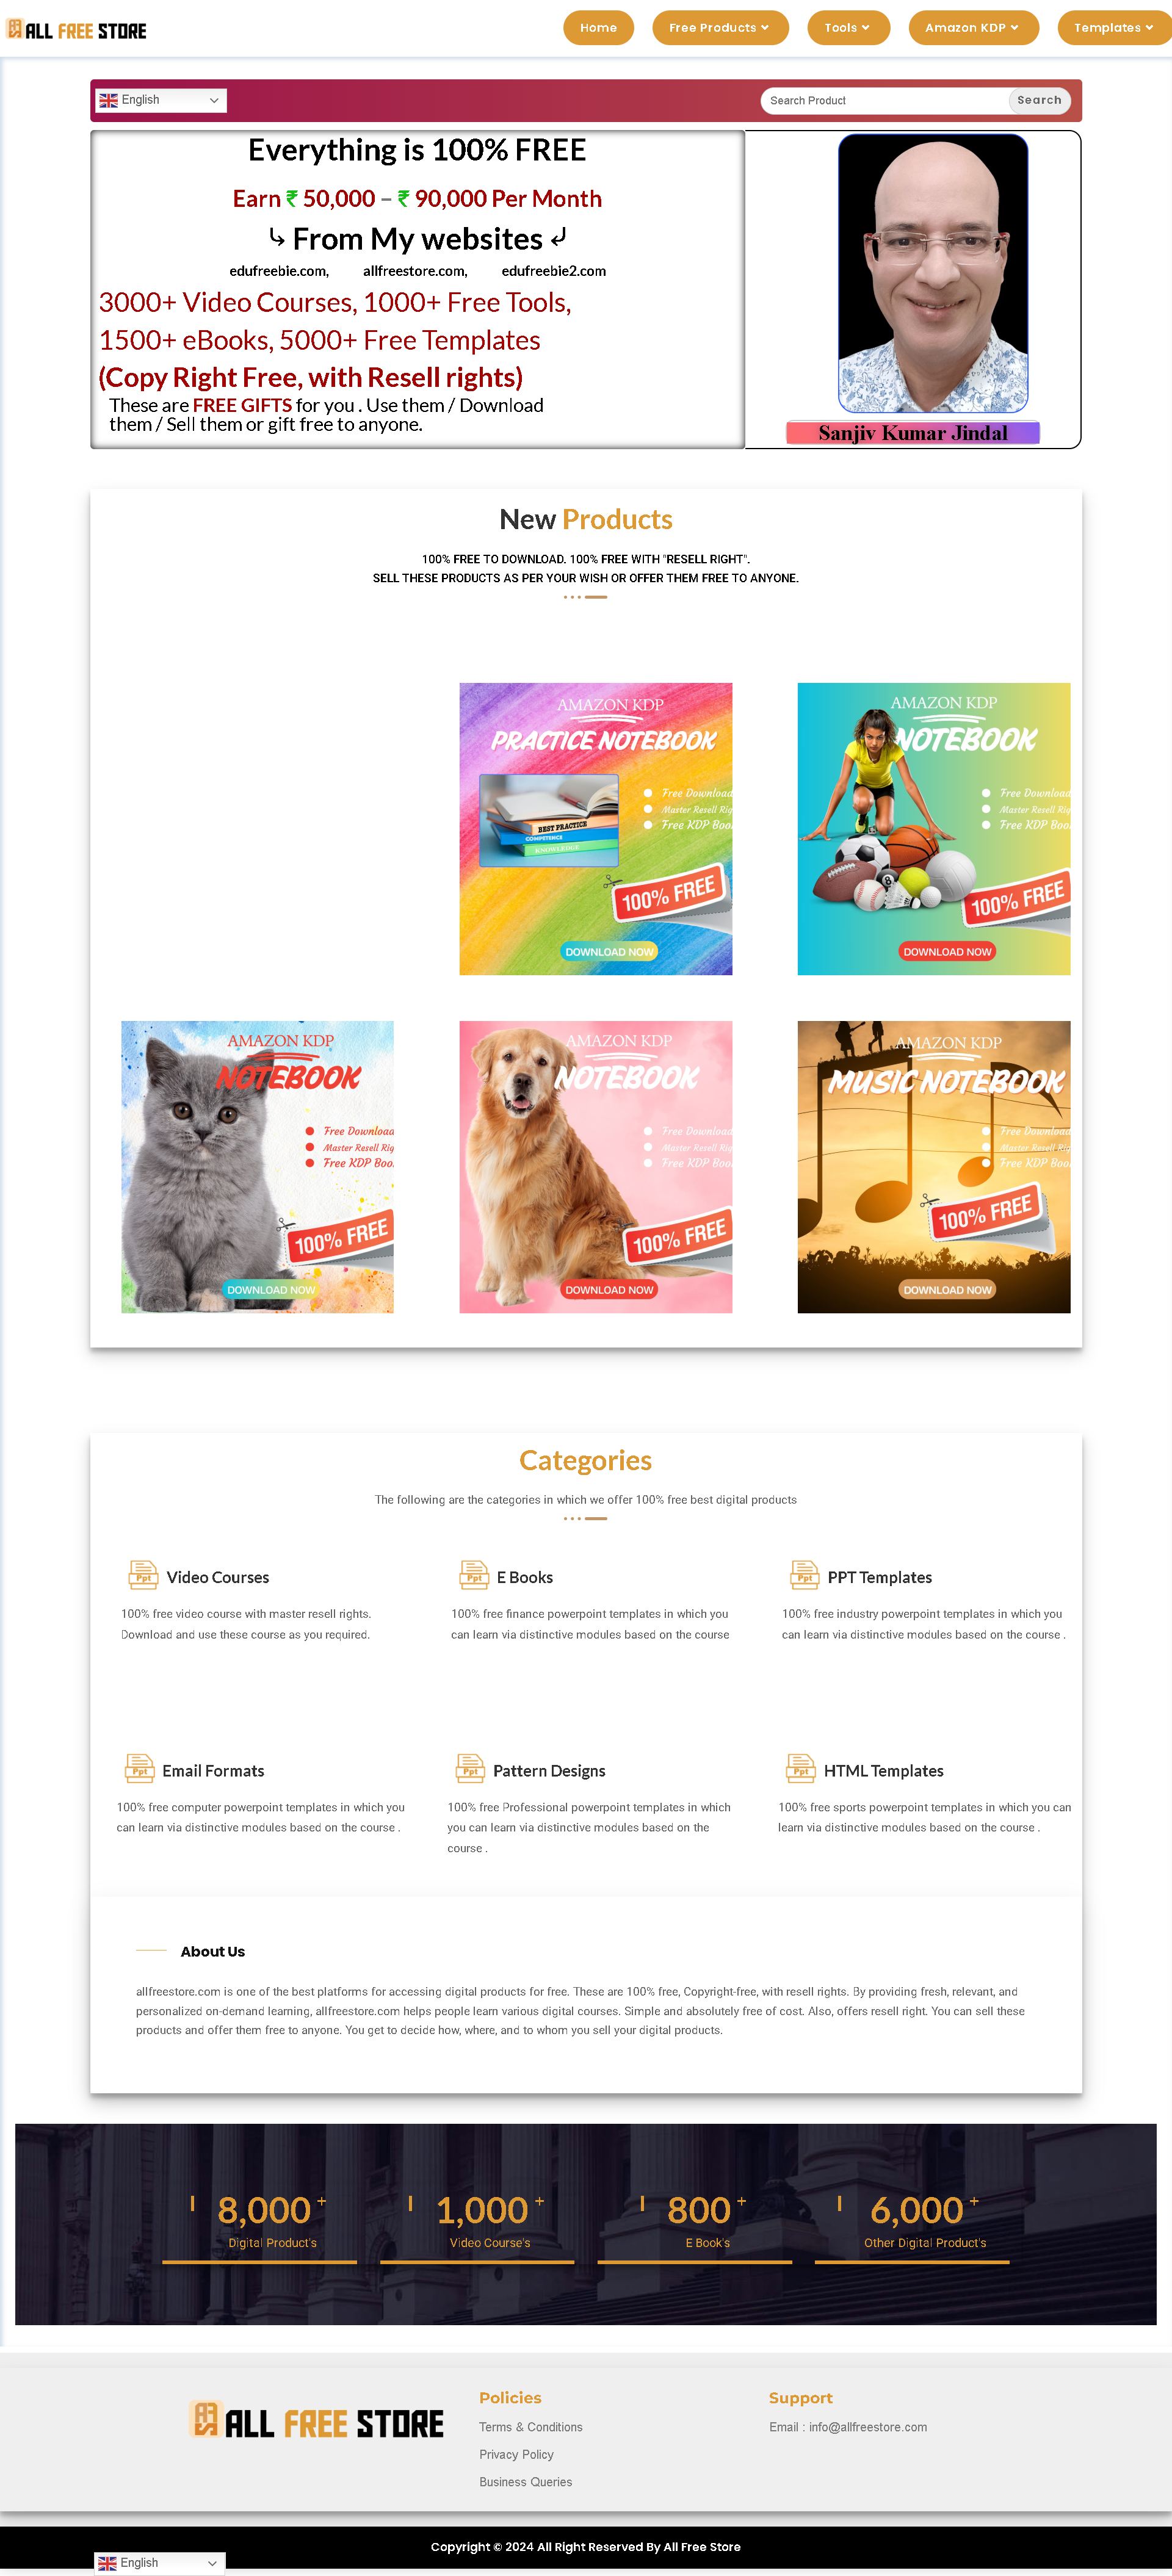 ALL FREE STORE
Home
Free Products
Tools
Amazon KDP
Templates
English
Search Product
Search
Everything is 100% FREE
Earn ₹ 50,000 – ₹ 90,000 Per Month
⤷ From My websites ⤶
edufreebie.com, allfreestore.com, edufreebie2.com
3000+ Video Courses, 1000+ Free Tools,
1500+ eBooks, 5000+ Free Templates
(Copy Right Free, with Resell rights)
These are FREE GIFTS for you . Use them / Download
them / Sell them or gift free to anyone.
Sanjiv Kumar Jindal
New Products
100% FREE TO DOWNLOAD. 100% FREE WITH "RESELL RIGHT".
SELL THESE PRODUCTS AS PER YOUR WISH OR OFFER THEM FREE TO ANYONE.
AMAZON KDP
PRACTICE NOTEBOOK
BEST PRACTICE
COMPETENCE
KNOWLEDGE
Free Download
Master Resell Rig
Free KDP Boo
100% FREE
DOWNLOAD NOW
AMAZON KDP
NOTEBOOK
Free Download
Master Resell Rig
Free KDP Boo
8
100% FREE
DOWNLOAD NOW
AMAZON KDP
NOTEBOOK
Free Download
Master Resell Rig
Free KDP Boo
100% FREE
DOWNLOAD NOW
AMAZON KDP
NOTEBOOK
Free Download
Master Resell Rig
Free KDP Boo
100% FREE
DOWNLOAD NOW
AMAZON KDP
MUSIC NOTEBOOK
Free Download
Master Resell Rig
Free KDP Boo
100% FREE
DOWNLOAD NOW
Categories
The following are the categories in which we offer 100% free best digital products
Ppt
Video Courses
100% free video course with master resell rights.
Download and use these course as you required.
Ppt
E Books
100% free finance powerpoint templates in which you
can learn via distinctive modules based on the course
Ppt
PPT Templates
100% free industry powerpoint templates in which you
can learn via distinctive modules based on the course .
Ppt
Email Formats
100% free computer powerpoint templates in which you
can learn via distinctive modules based on the course .
Ppt
Pattern Designs
100% free Professional powerpoint templates in which
you can learn via distinctive modules based on the
course .
Ppt
HTML Templates
100% free sports powerpoint templates in which you can
learn via distinctive modules based on the course .
About Us
allfreestore.com is one of the best platforms for accessing digital products for free. These are 100% free, Copyright-free, with resell rights. By providing fresh, relevant, and
personalized on-demand learning, allfreestore.com helps people learn various digital courses. Simple and absolutely free of cost. Also, offers resell right. You can sell these
products and offer them free to anyone. You get to decide how, where, and to whom you sell your digital products.
8,000 +
Digital Product's
1,000 +
Video Course's
800 +
E Book's
6,000 +
Other Digital Product's
ALL FREE STORE
Policies
Terms & Conditions
Privacy Policy
Business Queries
Support
Email : info@allfreestore.com
Copyright © 2024 All Right Reserved By All Free Store
English